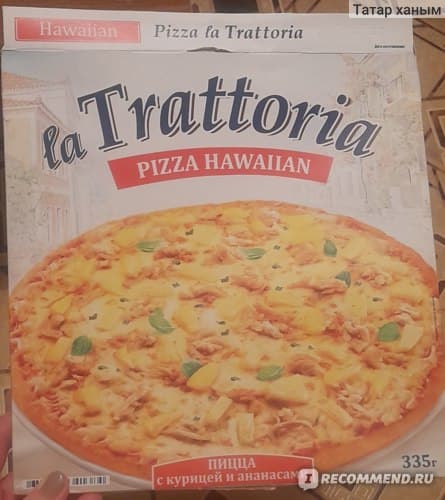 Татар ханым
Hawaiian
Pizza la Trattoria
la Trattoria
PIZZA HAWAIIAN
ПИЦЦА
с курицей и ананасами
335г
IRECOMMEND.RU